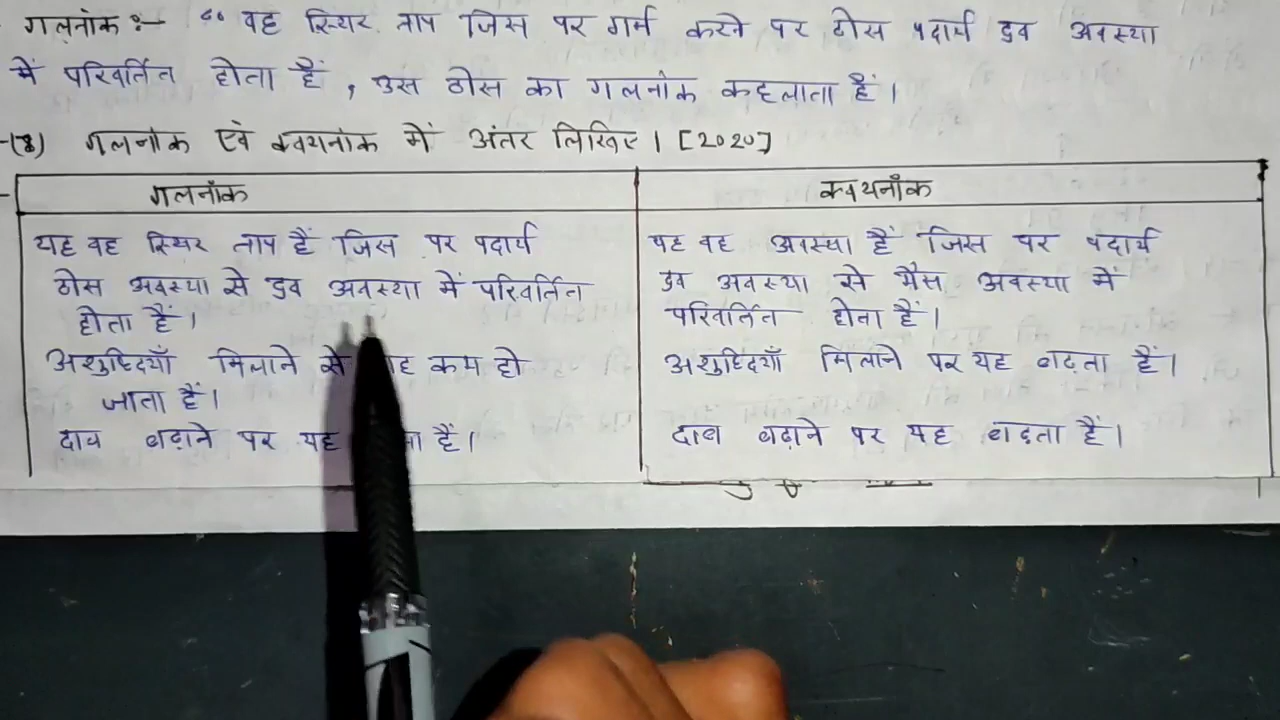 गलनांक :- “ वह स्थिर ताप जिस पर गर्म करने पर ठोस पदार्थ द्रव अवस्था
में परिवर्तित होता हैं , उस ठोस का गलनांक कहलाता हैं ।
(8) गलनांक एवं क्वथनांक में अंतर लिखिए । [2020]
गलनांक
यह वह स्थिर ताप हैं जिस पर पदार्थ
ठोस अवस्था से द्रव अवस्था में परिवर्तित
होता हैं ।
अशुद्धियाँ मिलाने से कम हो
जाता हैं ।
दाब बढ़ाने पर यह हैं ।
क्वथनांक
यह वह अवस्था हैं जिस पर पदार्थ
द्रव अवस्था से गैस अवस्था में
परिवर्तित होता हैं ।
अशुद्धियाँ मिलाने पर यह बढ़ता हैं ।
दाब बढ़ाने पर यह बढ़ता हैं ।